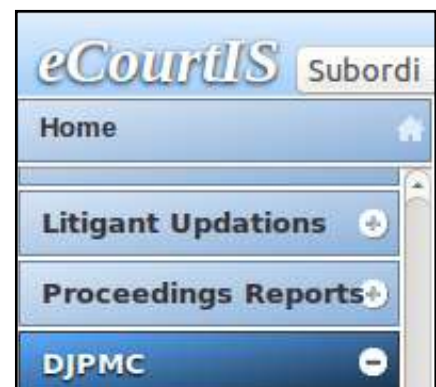 eCourtIS Subordi
Home
Litigant Updations
Proceedings Reports
DJPMC